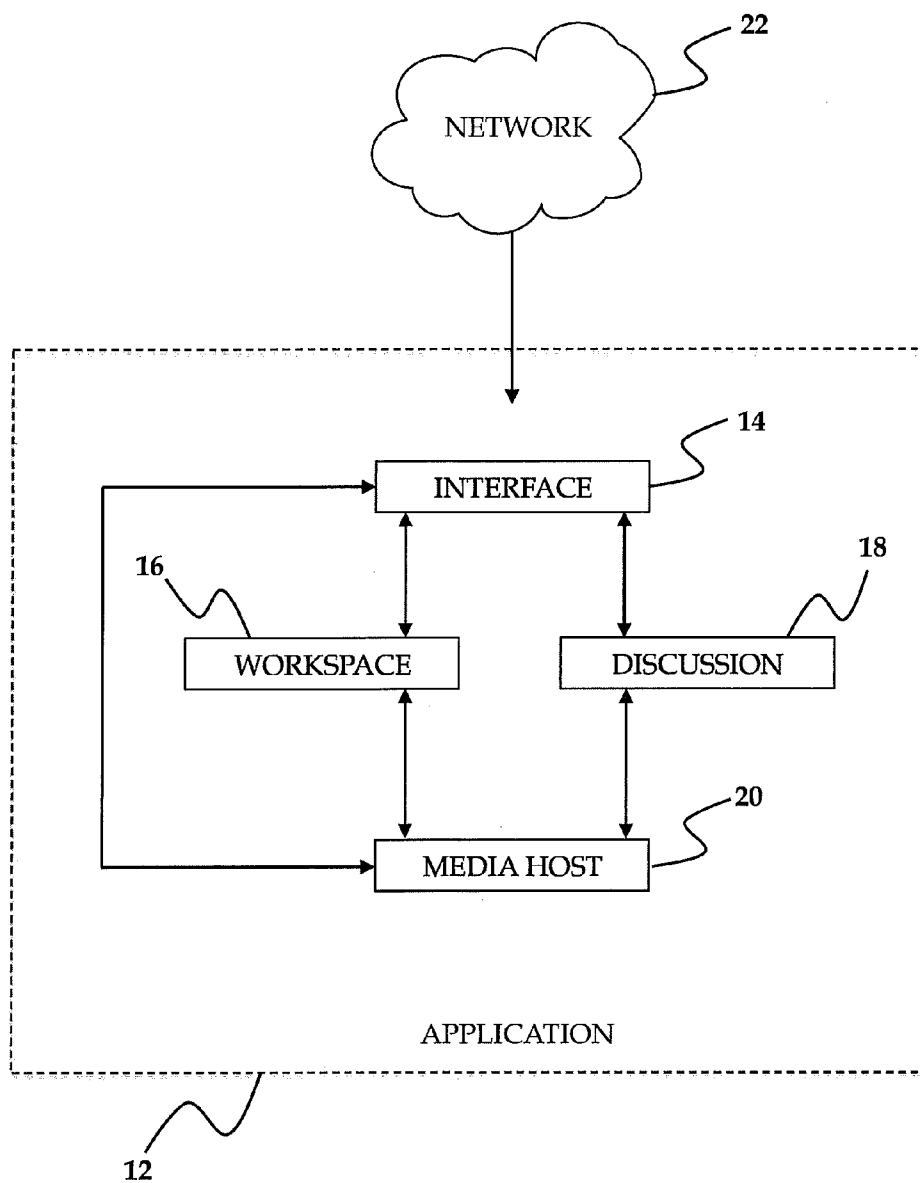 22
NETWORK
14
INTERFACE
16
18
WORKSPACE
DISCUSSION
20
MEDIA HOST
APPLICATION
12